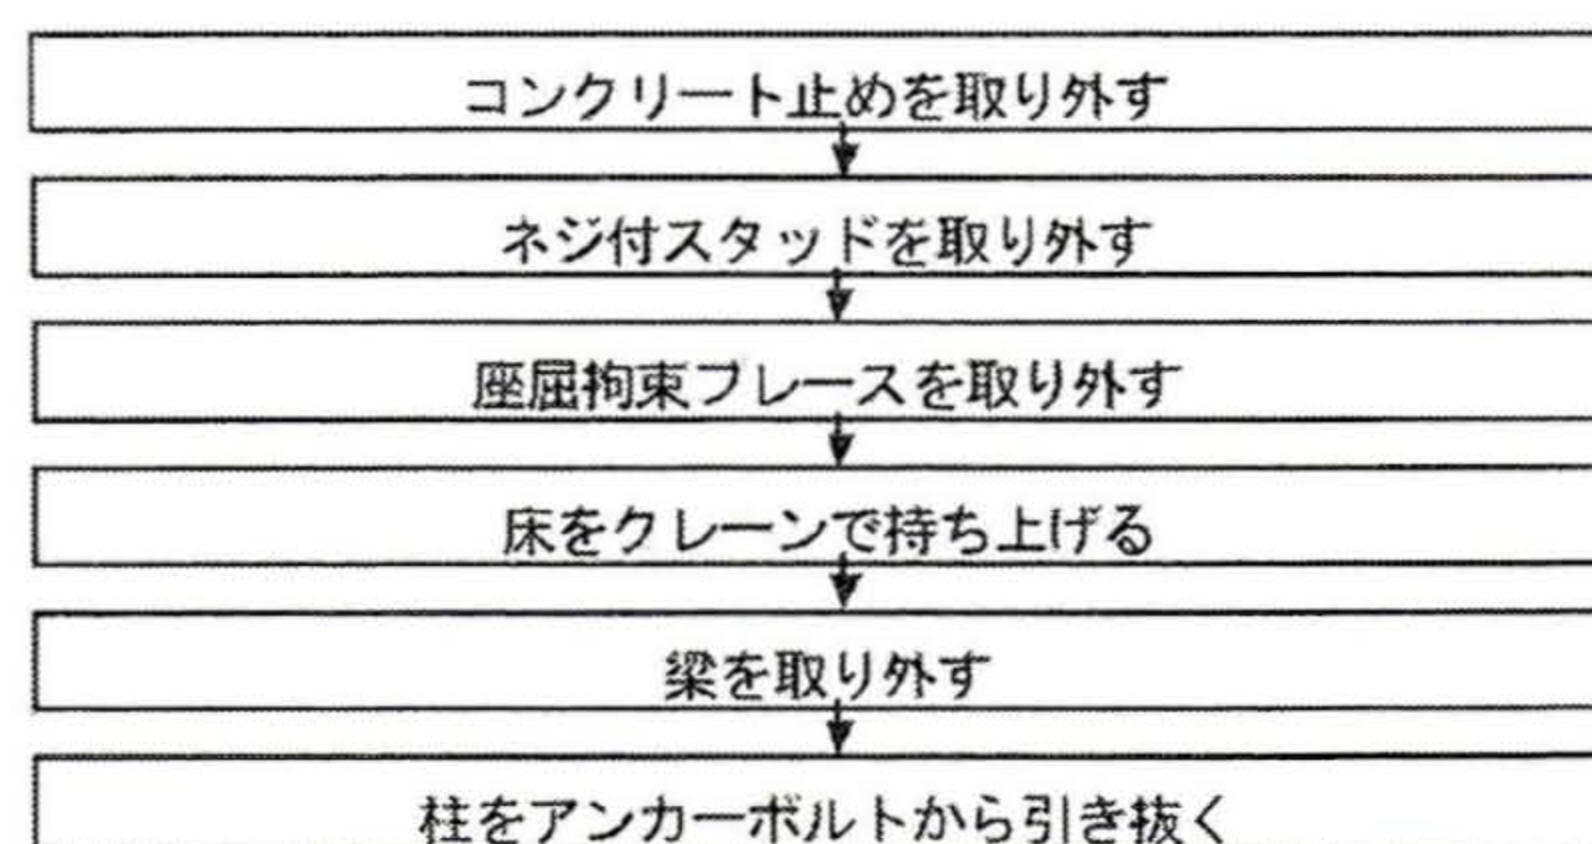 コンクリート止めを取り外す
ネジ付スタッドを取り外す
座屈拘束ブレースを取り外す
床をクレーンで持ち上げる
梁を取り外す
柱をアンカーボルトから引き抜く